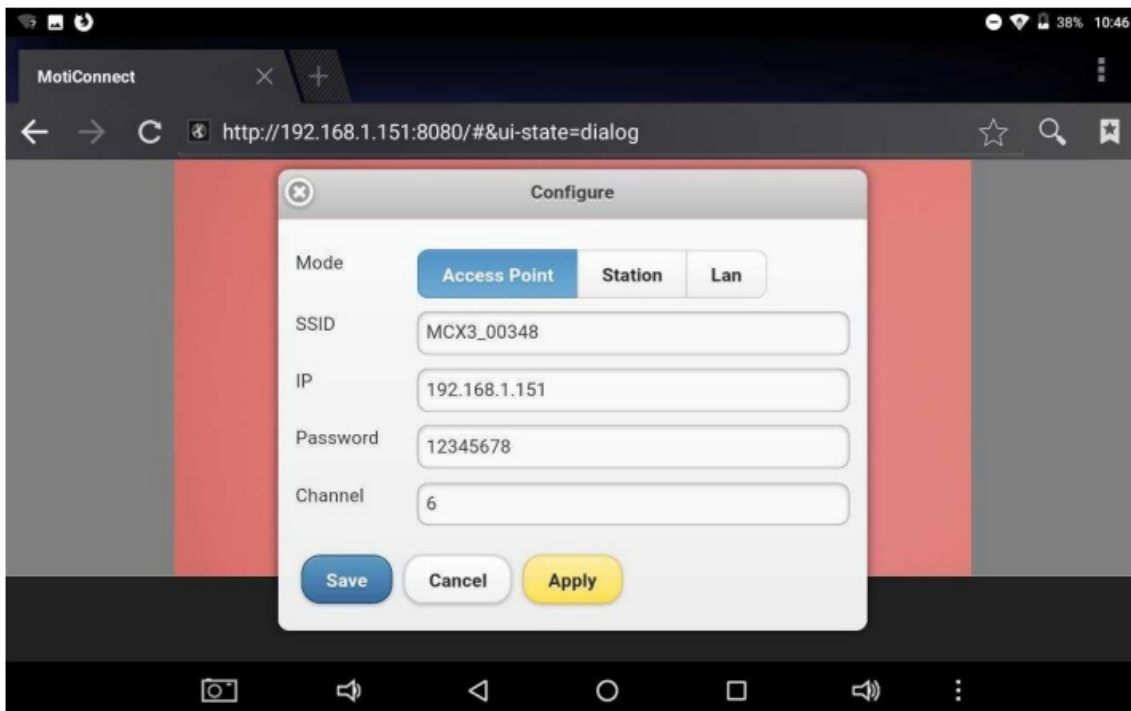 38% 10:46
MotiConnect
http://192.168.1.151:8080/#&ui-state=dialog
Configure
Mode Access Point Station Lan
SSID MCX3_00348
IP 192.168.1.151
Password 12345678
Channel 6
Save Cancel Apply